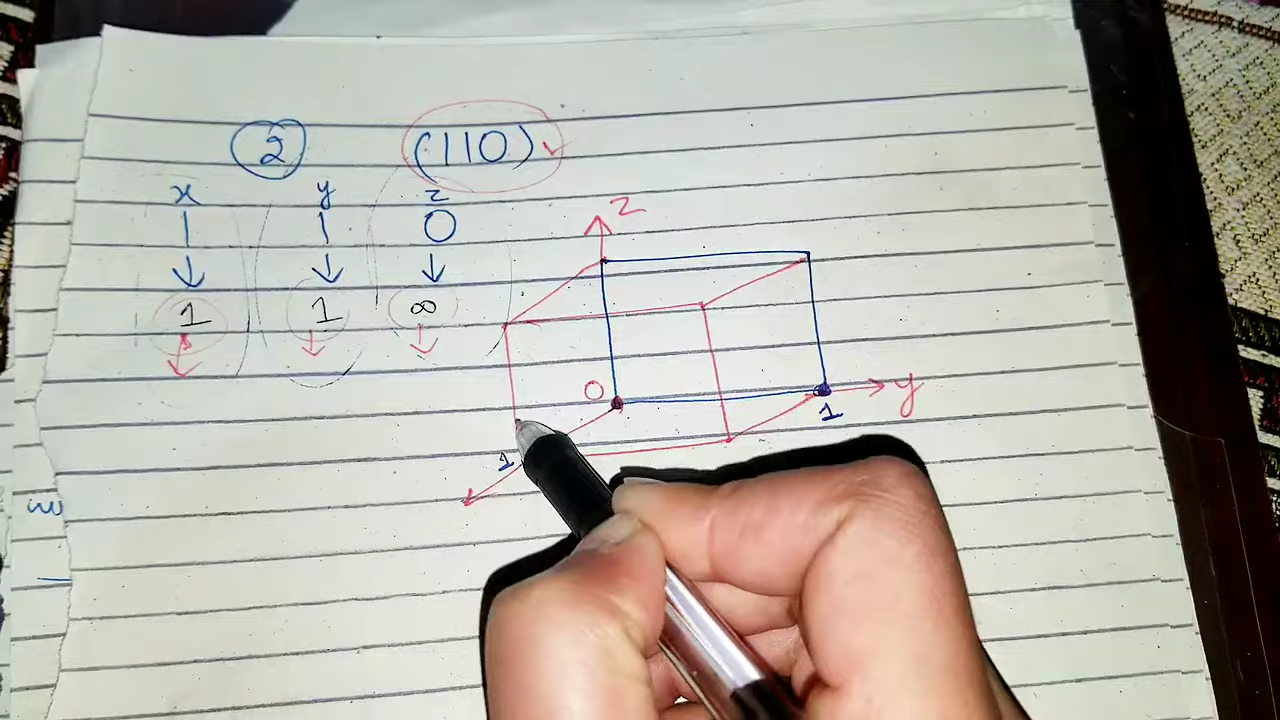 2 (110)
x y z
1 1 0
↓ ↓ ↓
1 1 ∞
↓ ↓ ↓
z
0
y
1
1